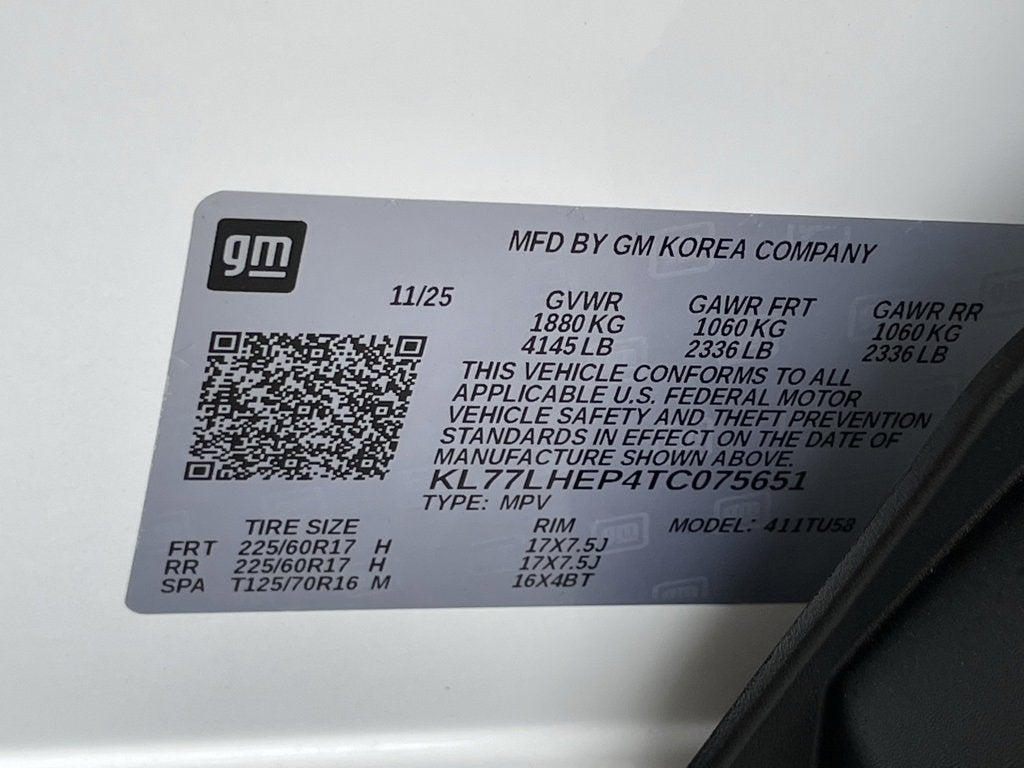 gm
MFD BY GM KOREA COMPANY
11/25 GVWR GAWR FRT GAWR RR
1880 KG 1060 KG 1060 KG
4145 LB 2336 LB 2336 LB
THIS VEHICLE CONFORMS TO ALL
APPLICABLE U.S. FEDERAL MOTOR
VEHICLE SAFETY AND THEFT PREVENTION
STANDARDS IN EFFECT ON THE DATE OF
MANUFACTURE SHOWN ABOVE.
KL77LHEP4TC075651
TYPE: MPV
TIRE SIZE RIM MODEL: 411TU58
FRT 225/60R17 H 17X7.5J
RR 225/60R17 H 17X7.5J
SPA T125/70R16 M 16X4BT